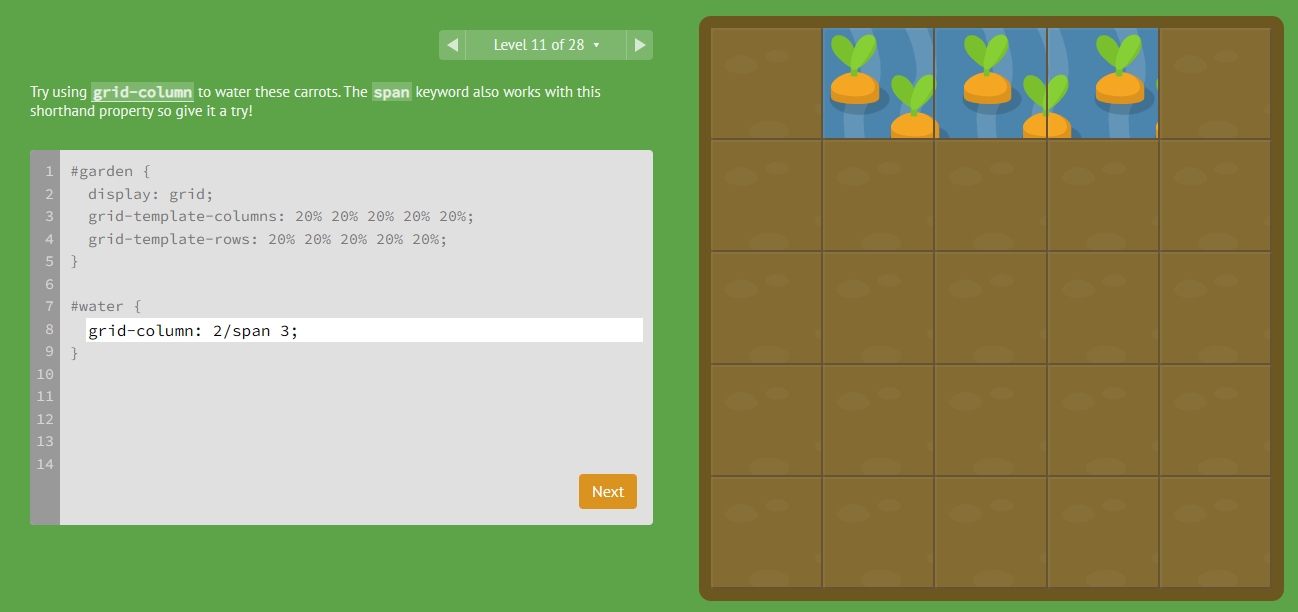 Level 11 of 28
Try using grid-column to water these carrots. The span keyword also works with this
shorthand property so give it a try!
1 #garden {
2 display: grid;
3 grid-template-columns: 20% 20% 20% 20% 20%;
4 grid-template-rows: 20% 20% 20% 20% 20%;
5 }
6
7 #water {
8 grid-column: 2/span 3;
9 }
10
11
12
13
14
Next